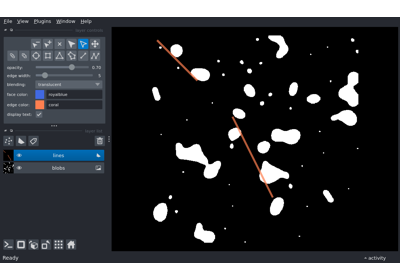 File View Plugins Window Help
opacity: 0.70
edge width: 5
blending: translucent
face color: royalblue
edge color: coral
display text: ✓
lines
blobs
Ready
activity